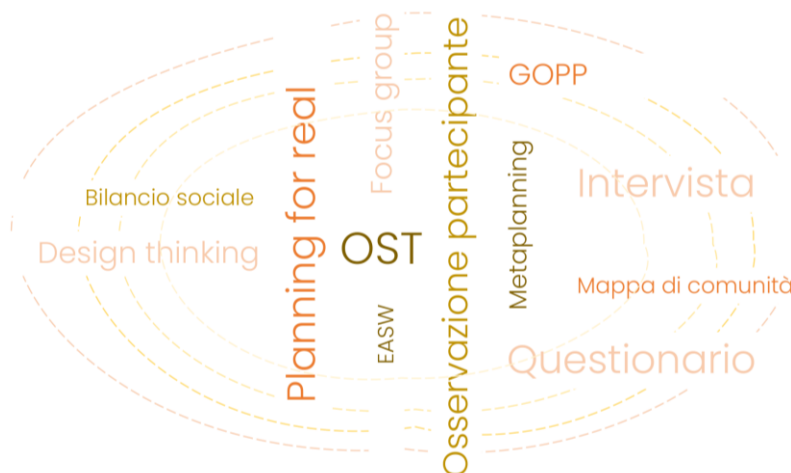 Focus group
Osservazione partecipante
GOPP
Planning for real
Metaplanning
Intervista
Bilancio sociale
Design thinking
OST
Mappa di comunità
EASW
Questionario